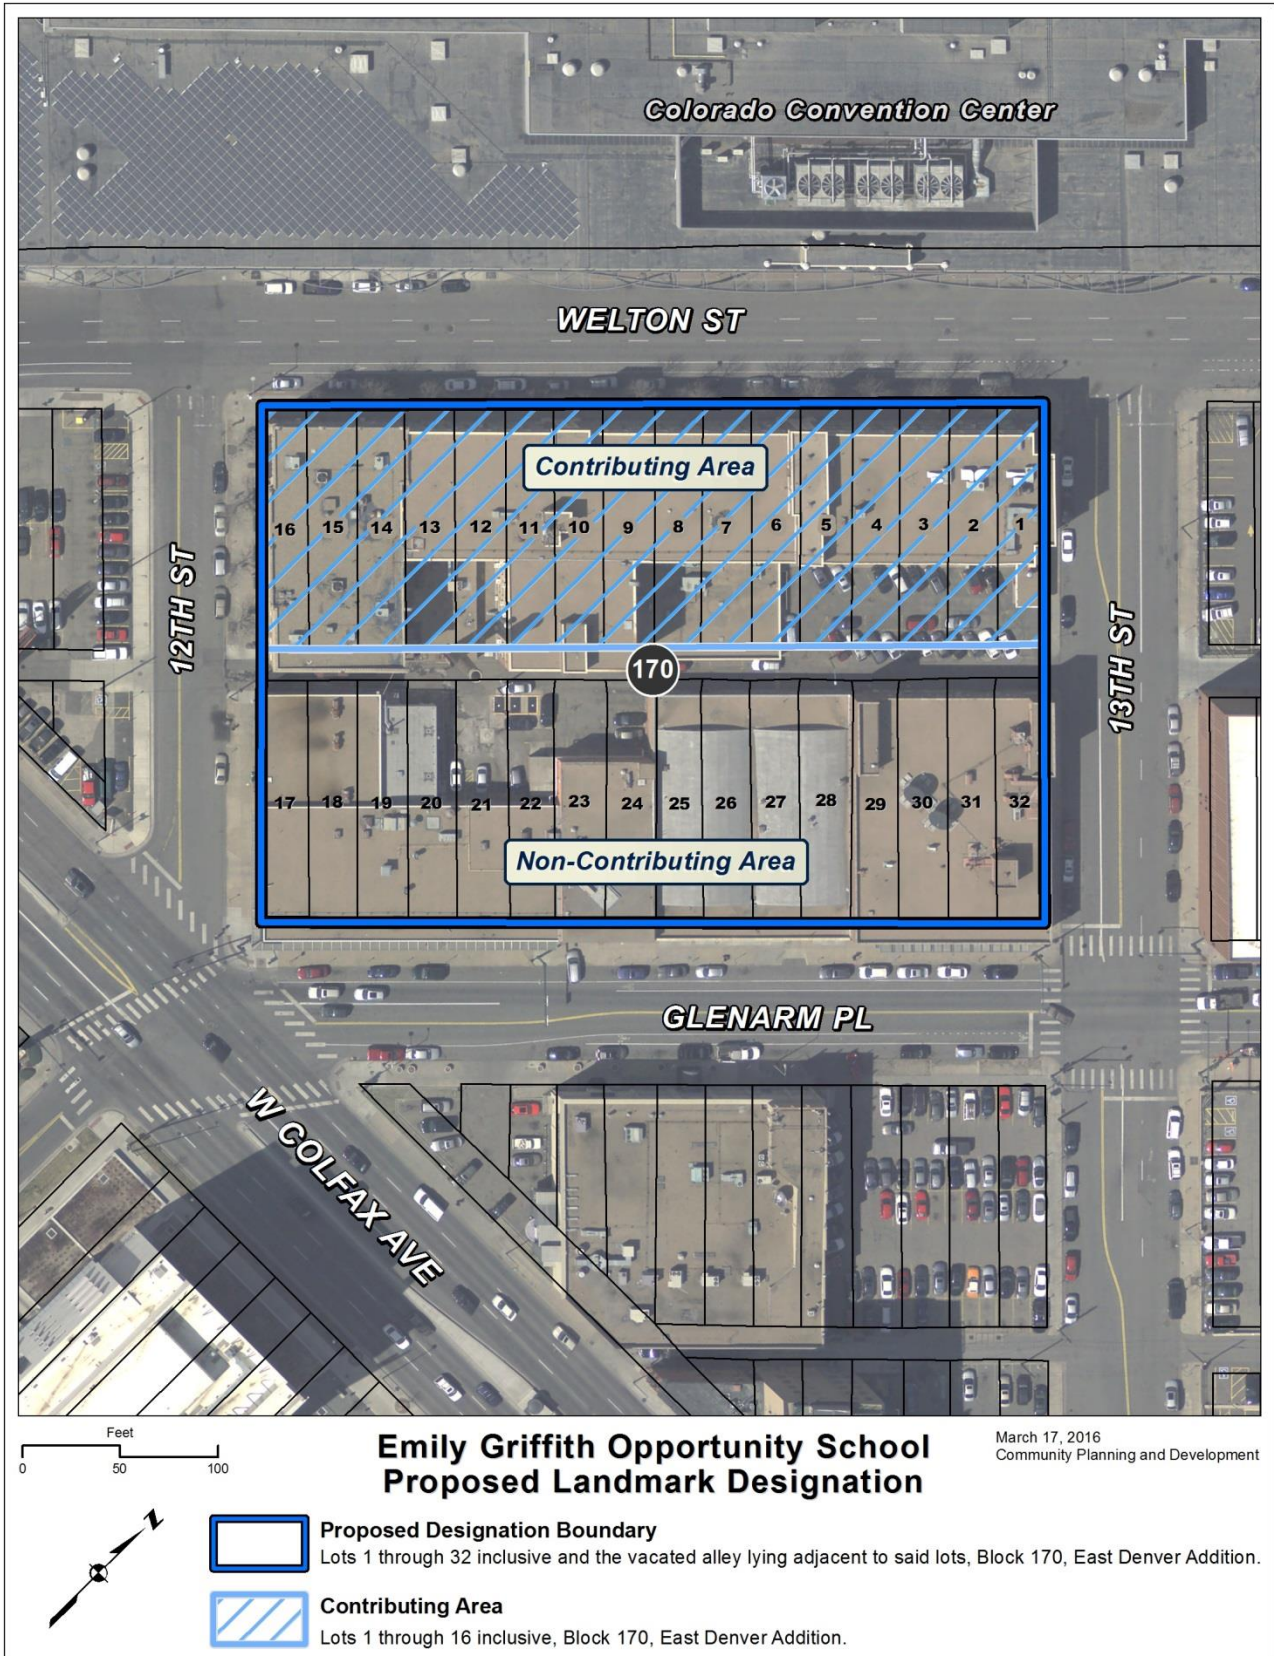 Colorado Convention Center
WELTON ST
Contributing Area
16 15 14 13 12 11 10 9 8 7 6 5 4 3 2 1
12TH ST
13TH ST
170
17 18 19 20 21 22 23 24 25 26 27 28 29 30 31 32
Non-Contributing Area
GLENARM PL
W COLFAX AVE
Feet
0 50 100
Emily Griffith Opportunity School
Proposed Landmark Designation
March 17, 2016
Community Planning and Development
N
Proposed Designation Boundary
Lots 1 through 32 inclusive and the vacated alley lying adjacent to said lots, Block 170, East Denver Addition.
Contributing Area
Lots 1 through 16 inclusive, Block 170, East Denver Addition.